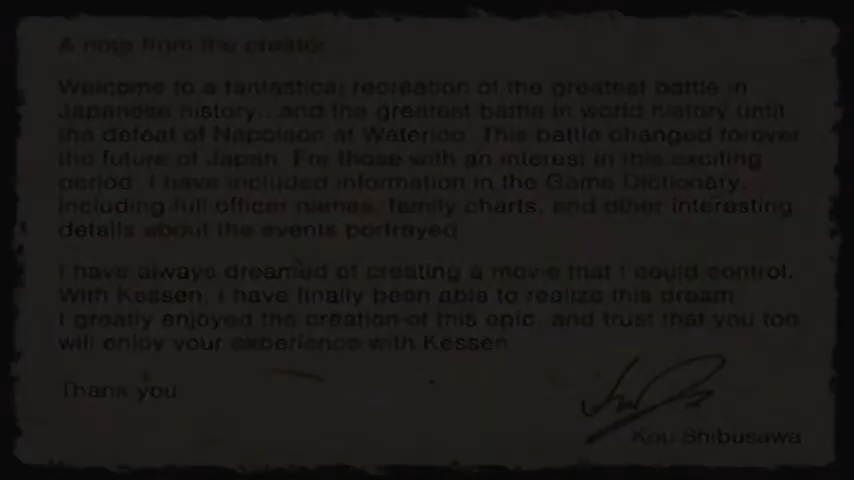 A note from the creator
Welcome to a fantastical recreation of the greatest battle in
Japanese history...and the greatest battle in world history until
the defeat of Napoleon at Waterloo. This battle changed forever
the future of Japan. For those with an interest in this exciting
period, I have included information in the Game Dictionary,
including full officer names, family charts, and other interesting
details about the events portrayed.
I have always dreamed of creating a movie that I could control.
With Kessen, I have finally been able to realize this dream.
I greatly enjoyed the creation of this epic, and trust that you too
will enjoy your experience with Kessen.
Thank you
Kou Shibusawa